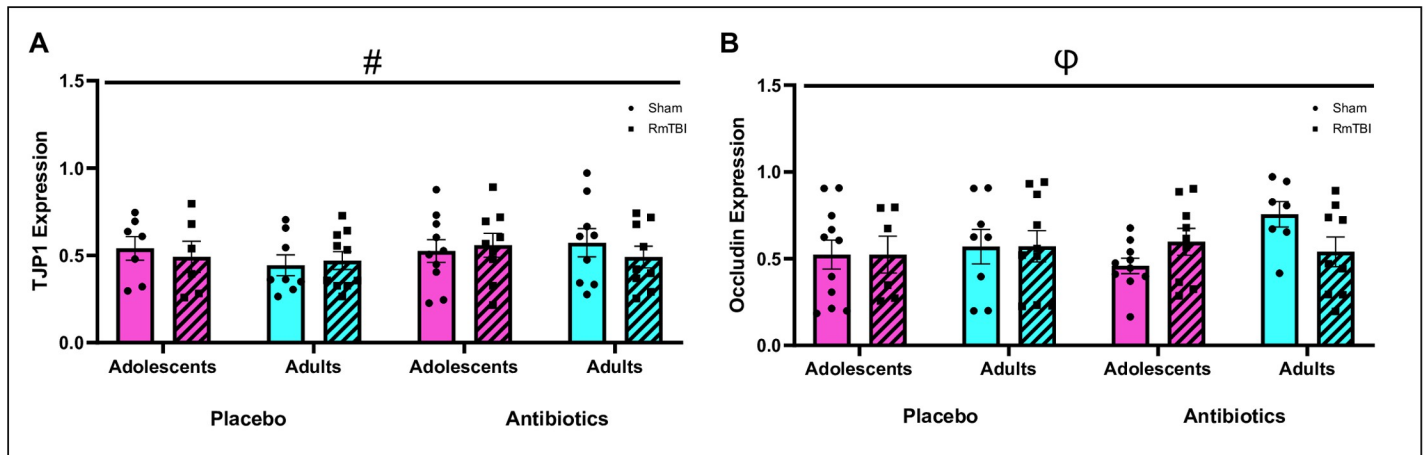 A
#
1.5
1.0
0.5
0.0
TJP1 Expression
Sham
RmTBI
Adolescents Adults Adolescents Adults
Placebo Antibiotics
B
φ
1.5
1.0
0.5
0.0
Occludin Expression
Sham
RmTBI
Adolescents Adults Adolescents Adults
Placebo Antibiotics